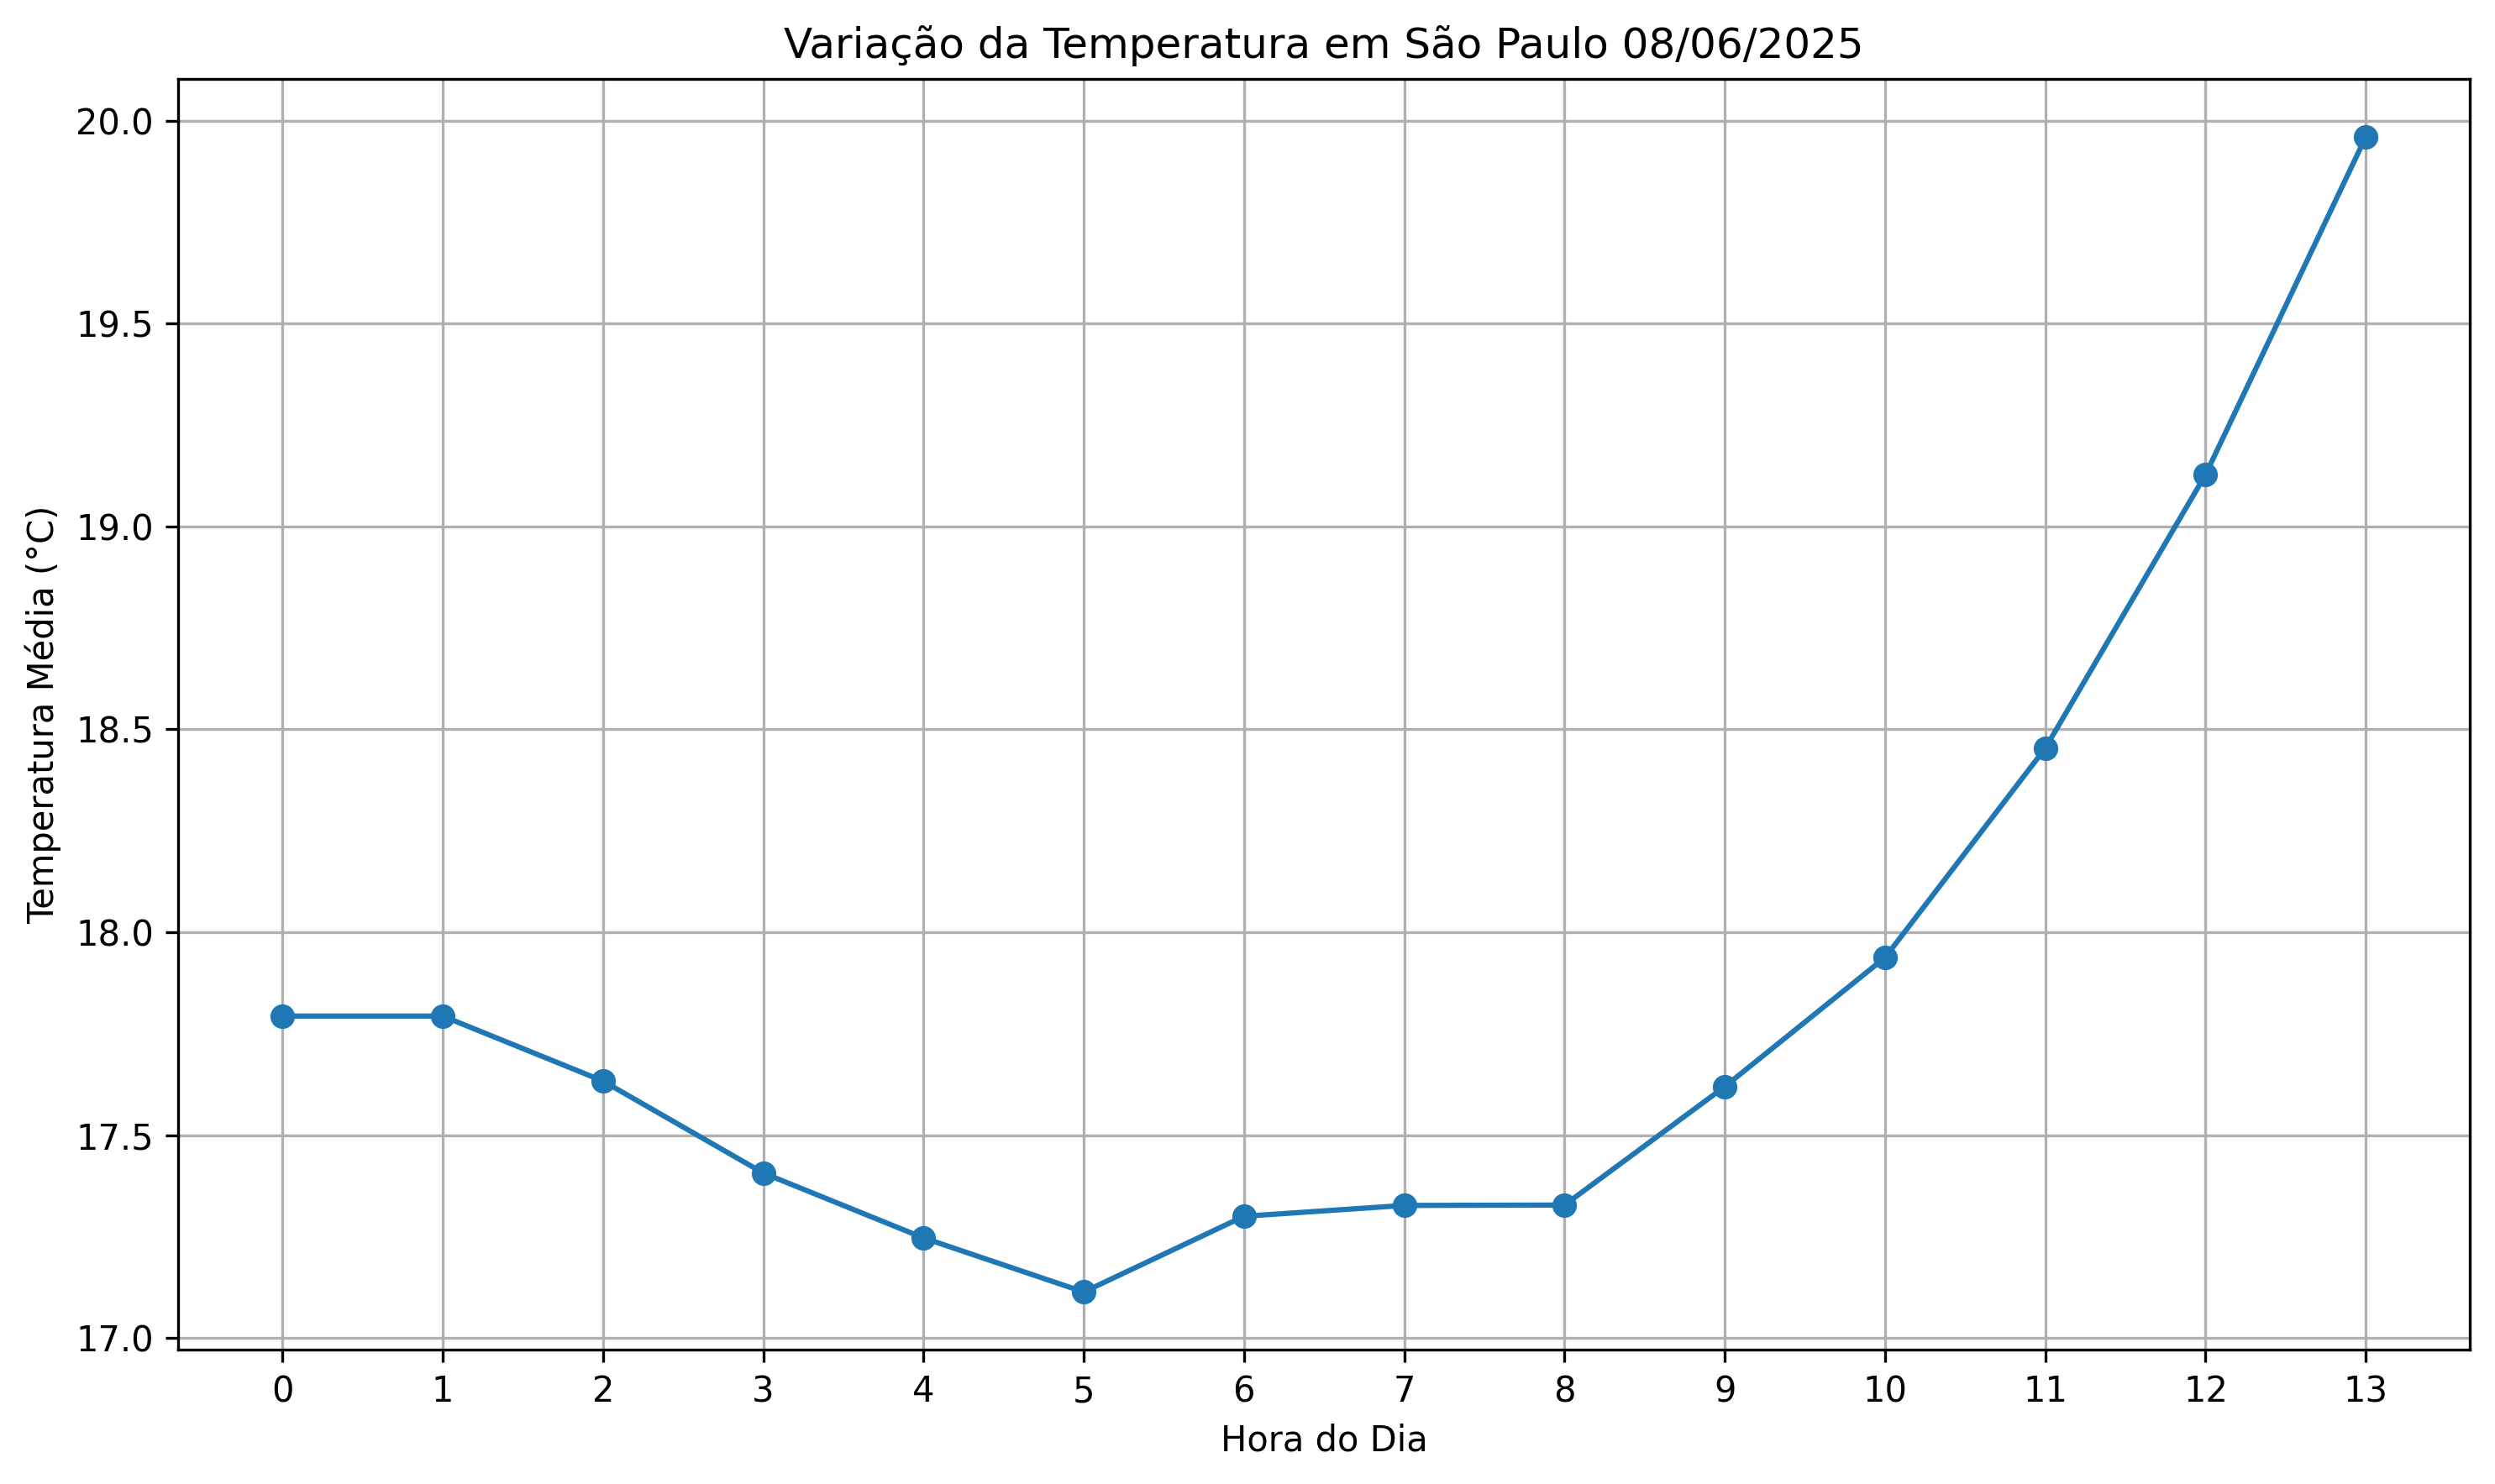 Variação da Temperatura em São Paulo 08/06/2025
Temperatura Média (°C)
20.0
19.5
19.0
18.5
18.0
17.5
17.0
0 1 2 3 4 5 6 7 8 9 10 11 12 13
Hora do Dia